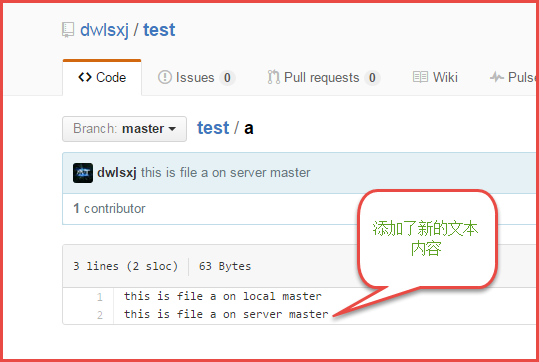 dwlsxj / test
Code
Issues 0
Pull requests 0
Wiki
Pulse
Branch: master
test / a
dwlsxj this is file a on server master
1 contributor
添加了新的文本
内容
3 lines (2 sloc) 63 Bytes
1 this is file a on local master
2 this is file a on server master